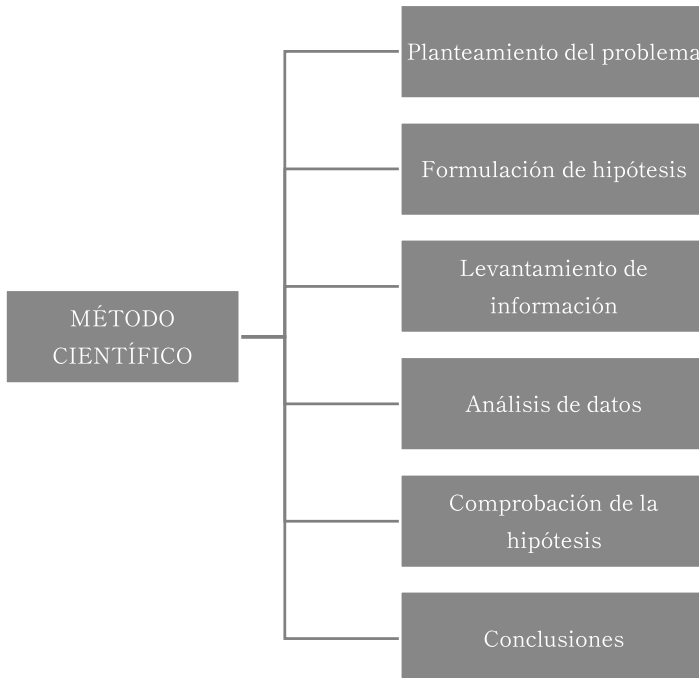 MÉTODO
CIENTÍFICO
Planteamiento del problema
Formulación de hipótesis
Levantamiento de
información
Análisis de datos
Comprobación de la
hipótesis
Conclusiones